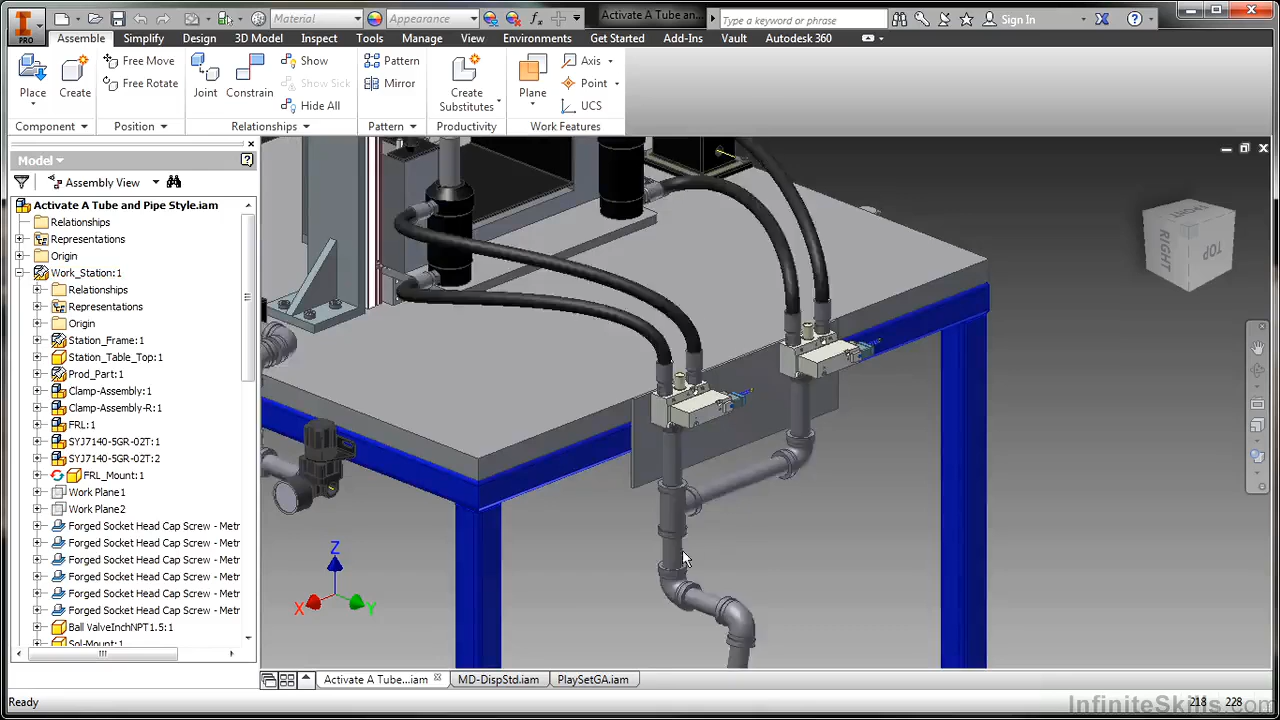 Material
Appearance
Activate A Tube an
Type a keyword or phrase
Sign In
PRO
Assemble
Simplify
Design
3D Model
Inspect
Tools
Manage
View
Environments
Get Started
Add-Ins
Vault
Autodesk 360
Place
Create
Free Move
Free Rotate
Joint
Constrain
Show
Show Sick
Hide All
Pattern
Mirror
Create
Substitutes
Plane
Axis
Point
UCS
Component
Position
Relationships
Pattern
Productivity
Work Features
Model
Assembly View
Activate A Tube and Pipe Style.iam
Relationships
Representations
Origin
Work_Station:1
Relationships
Representations
Origin
Station_Frame:1
Station_Table_Top:1
Prod_Part:1
Clamp-Assembly:1
Clamp-Assembly-R:1
FRL:1
SYJ7140-5GR-02T:1
SYJ7140-5GR-02T:2
FRL_Mount:1
Work Plane1
Work Plane2
Forged Socket Head Cap Screw - Metr
Forged Socket Head Cap Screw - Metr
Forged Socket Head Cap Screw - Metr
Forged Socket Head Cap Screw - Metr
Forged Socket Head Cap Screw - Metr
Forged Socket Head Cap Screw - Metr
Ball ValveInchNPT1.5:1
Sol-Mount:1
RIGHT
TOP
Z
X
Y
Activate A Tube...iam
MD-DispStd.iam
PlaySetGA.iam
Ready
218
228
InfiniteSkills.com